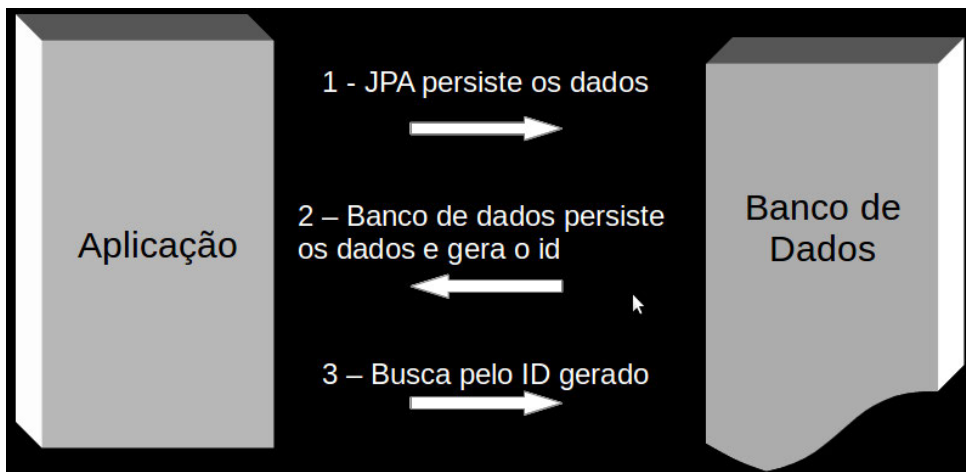 Aplicação
1 - JPA persiste os dados
2 – Banco de dados persiste
os dados e gera o id
3 – Busca pelo ID gerado
Banco de
Dados